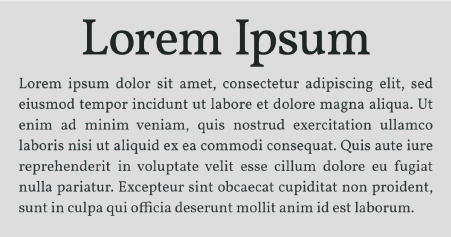 Lorem Ipsum
Lorem ipsum dolor sit amet, consectetur adipiscing elit, sed
eiusmod tempor incidunt ut labore et dolore magna aliqua. Ut
enim ad minim veniam, quis nostrud exercitation ullamco
laboris nisi ut aliquid ex ea commodi consequat. Quis aute iure
reprehenderit in voluptate velit esse cillum dolore eu fugiat
nulla pariatur. Excepteur sint obcaecat cupiditat non proident,
sunt in culpa qui officia deserunt mollit anim id est laborum.